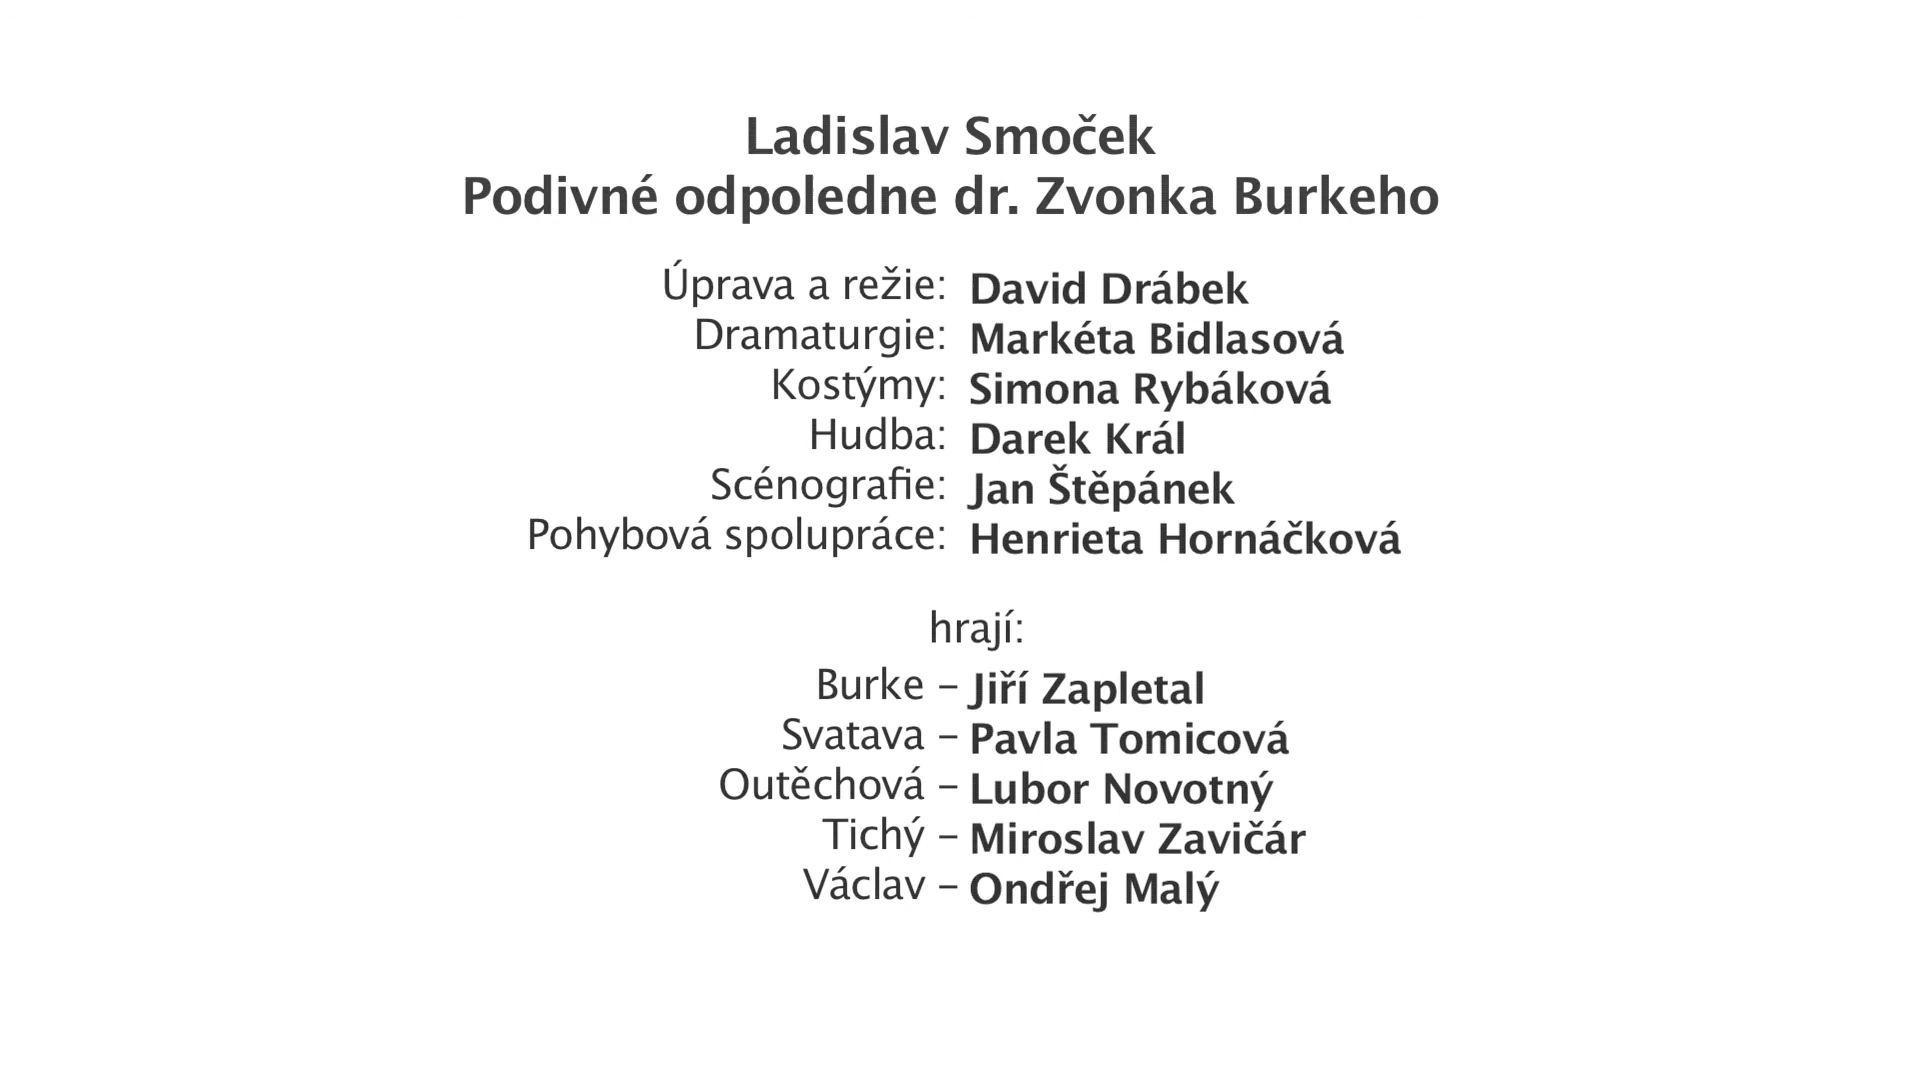 Ladislav Smoček
Podivné odpoledne dr. Zvonka Burkeho
Úprava a režie: David Drábek
Dramaturgie: Markéta Bidlasová
Kostýmy: Simona Rybáková
Hudba: Darek Král
Scénografie: Jan Štěpánek
Pohybová spolupráce: Henrieta Hornáčková
hrají:
Burke – Jiří Zapletal
Svatava – Pavla Tomicová
Outěchová – Lubor Novotný
Tichý – Miroslav Zavičár
Václav – Ondřej Malý